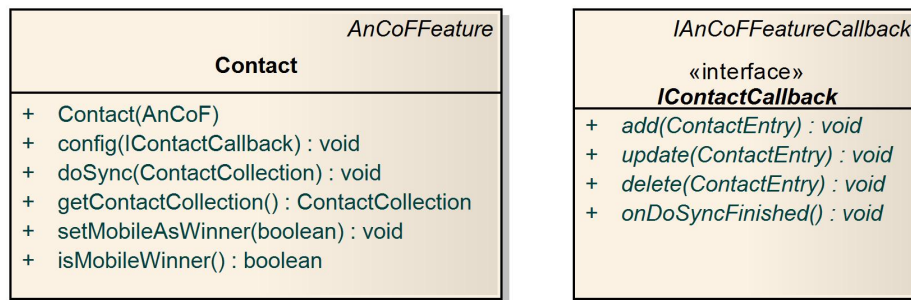 AnCoFFeature
Contact
+ Contact(AnCoF)
+ config(IContactCallback) : void
+ doSync(ContactCollection) : void
+ getContactCollection() : ContactCollection
+ setMobileAsWinner(boolean) : void
+ isMobileWinner() : boolean
IAnCoFFeatureCallback
«interface»
IContactCallback
+ add(ContactEntry) : void
+ update(ContactEntry) : void
+ delete(ContactEntry) : void
+ onDoSyncFinished() : void